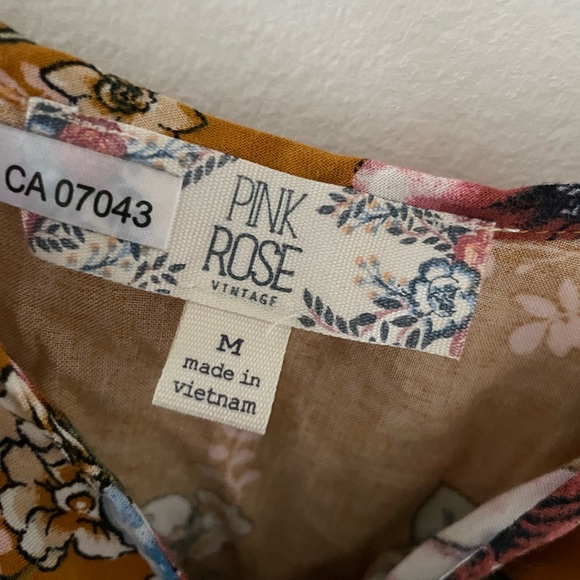 CA 07043
PINK
ROSE
VINTAGE
M
made in
vietnam